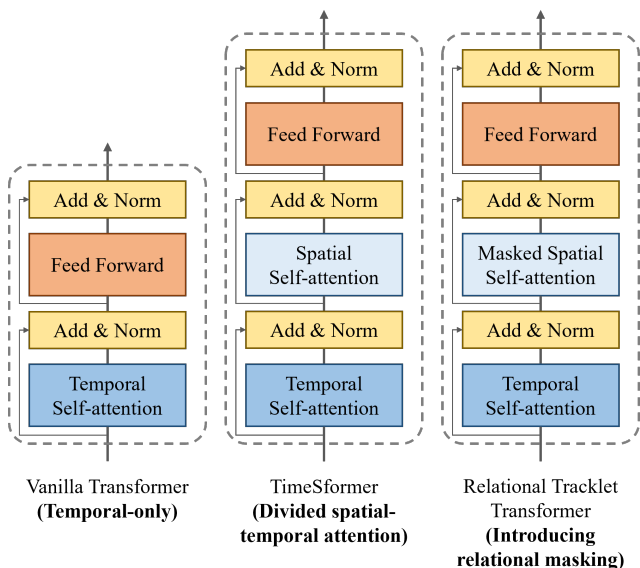 Add & Norm
Feed Forward
Add & Norm
Temporal
Self-attention
Vanilla Transformer
(Temporal-only)
Add & Norm
Feed Forward
Add & Norm
Spatial
Self-attention
Add & Norm
Temporal
Self-attention
TimeSformer
(Divided spatial-
temporal attention)
Add & Norm
Feed Forward
Add & Norm
Masked Spatial
Self-attention
Add & Norm
Temporal
Self-attention
Relational Tracklet
Transformer
(Introducing
relational masking)